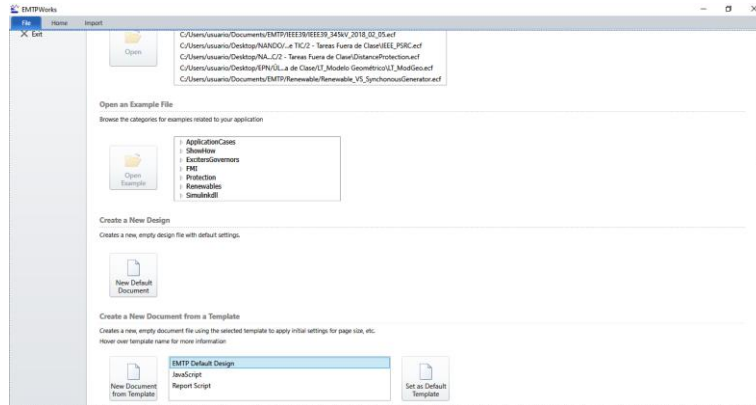 EMTPWorks
File Home Import
Exit
C:/Users/usuario/Documents/EMTP/IEEE39/IEEE39_345kV_2018_02_05.ecf
C:/Users/usuario/Desktop/NANDO/...e TIC/2 - Tareas Fuera de Clase\IEEE_PSRC.ecf
C:/Users/usuario/Desktop/NA...C/2 - Tareas Fuera de Clase\DistanceProtection.ecf
C:/Users/usuario/Desktop/EPN/ÚL...a de Clase/LT_Modelo Geométrico\LT_ModGeo.ecf
C:/Users/usuario/Documents/EMTP/Renewable/Renewable_V5_SynchonousGenerator.ecf
Open
Open an Example File
Browse the categories for examples related to your application
Open
Example
ApplicationCases
ShowHow
ExcitersGovernors
FMI
Protection
Renewables
Simulinkdll
Create a New Design
Creates a new, empty design file with default settings.
New Default
Document
Create a New Document from a Template
Creates a new, empty document file using the selected template to apply initial settings for page size, etc.
Hover over template name for more information
New Document
from Template
EMTP Default Design
JavaScript
Report Script
Set as Default
Template